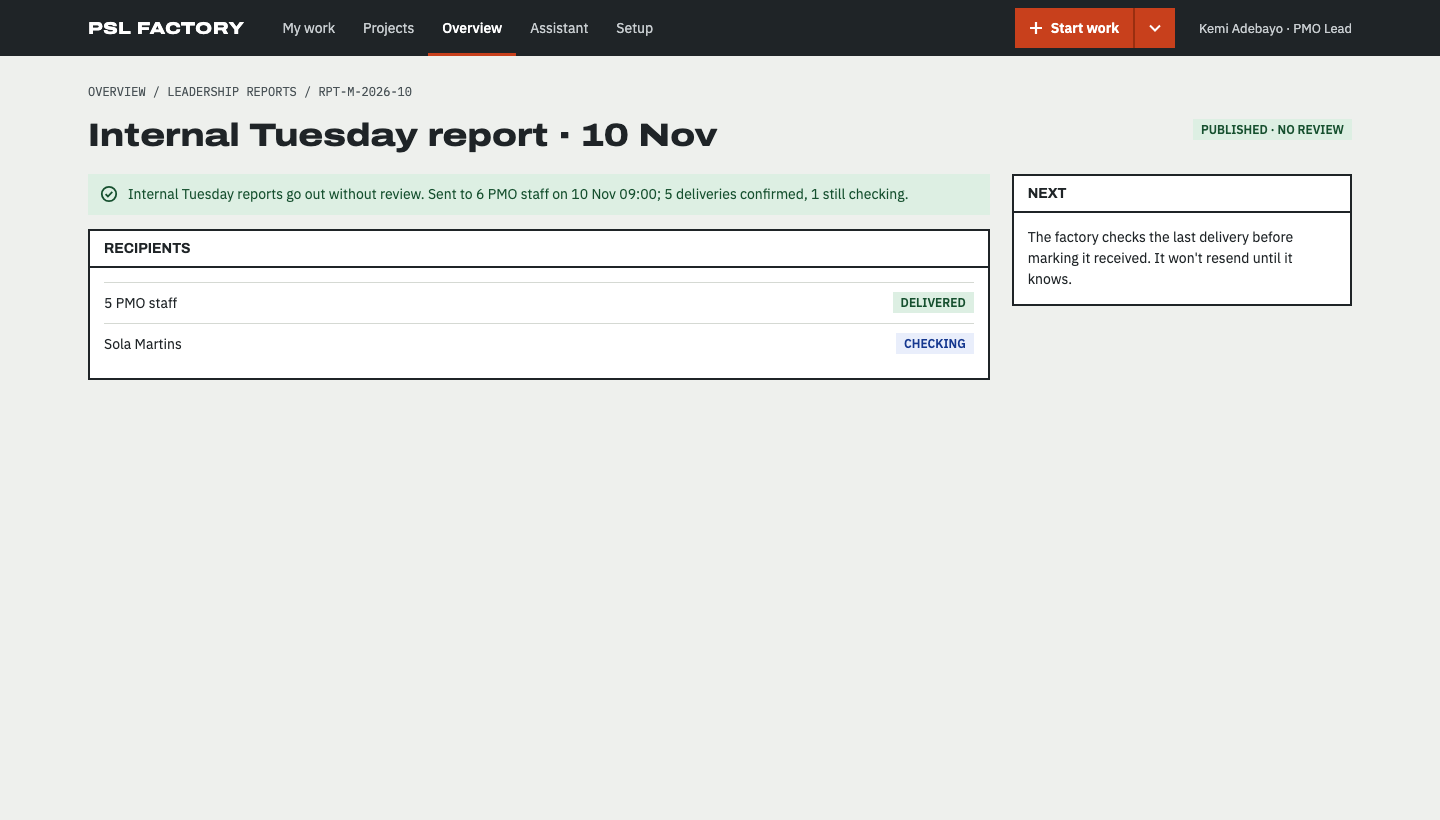 PSL FACTORY
My work
Projects
Overview
Assistant
Setup
Start work
Kemi Adebayo · PMO Lead
OVERVIEW / LEADERSHIP REPORTS / RPT-M-2026-10
Internal Tuesday report · 10 Nov
PUBLISHED · NO REVIEW
Internal Tuesday reports go out without review. Sent to 6 PMO staff on 10 Nov 09:00; 5 deliveries confirmed, 1 still checking.
RECIPIENTS
5 PMO staff
DELIVERED
Sola Martins
CHECKING
NEXT
The factory checks the last delivery before
marking it received. It won't resend until it
knows.